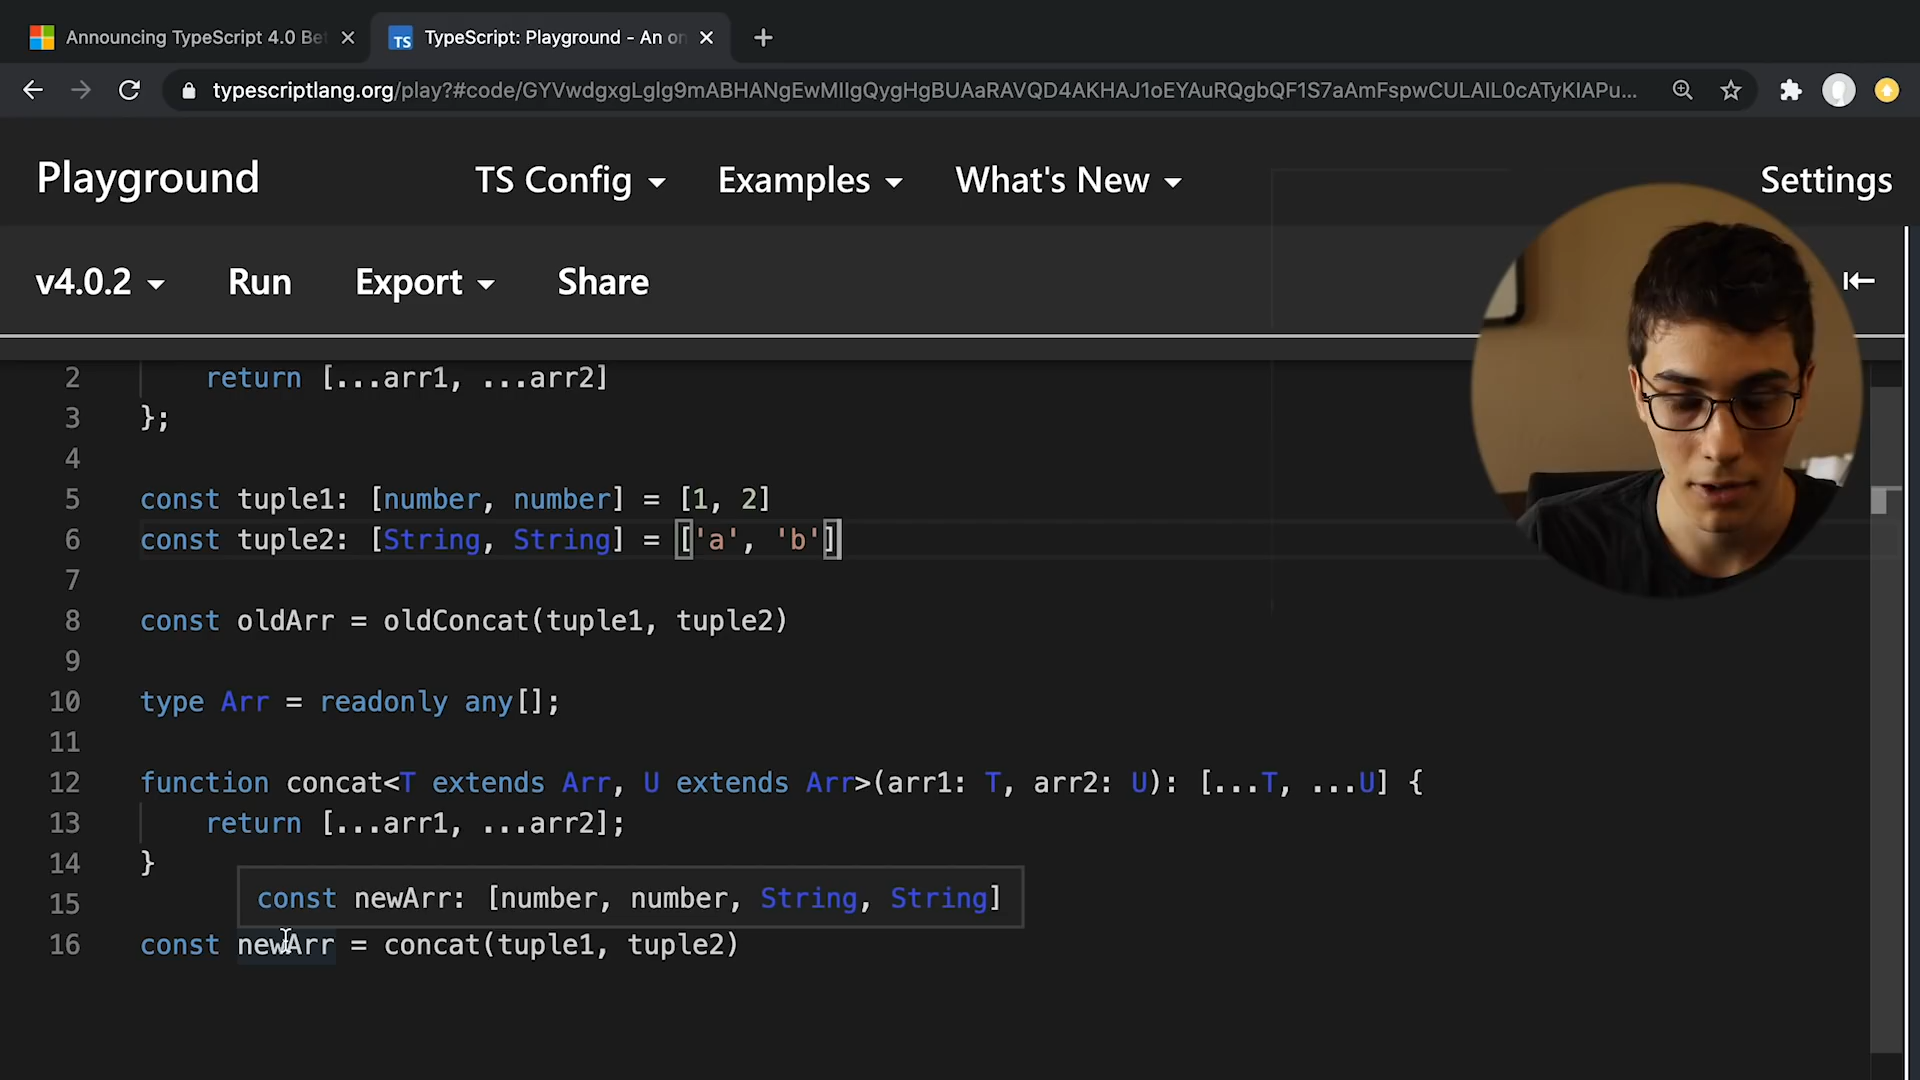 Announcing TypeScript 4.0 Be
TS TypeScript: Playground - An on
typescriptlang.org/play?#code/GYVwdgxgLglg9mABHANgEwMIIgQygHgBUAaRAVQD4AKHAJ1oEYAuRQgbQF1S7aAmFspwCULAIL0cATyKIAPu...
Playground
TS Config
Examples
What's New
Settings
v4.0.2
Run
Export
Share
2 return [...arr1, ...arr2]
3 };
4
5 const tuple1: [number, number] = [1, 2]
6 const tuple2: [String, String] = ['a', 'b']
7
8 const oldArr = oldConcat(tuple1, tuple2)
9
10 type Arr = readonly any[];
11
12 function concat<T extends Arr, U extends Arr>(arr1: T, arr2: U): [...T, ...U] {
13 return [...arr1, ...arr2];
14 }
const newArr: [number, number, String, String]
15
16 const newArr = concat(tuple1, tuple2)